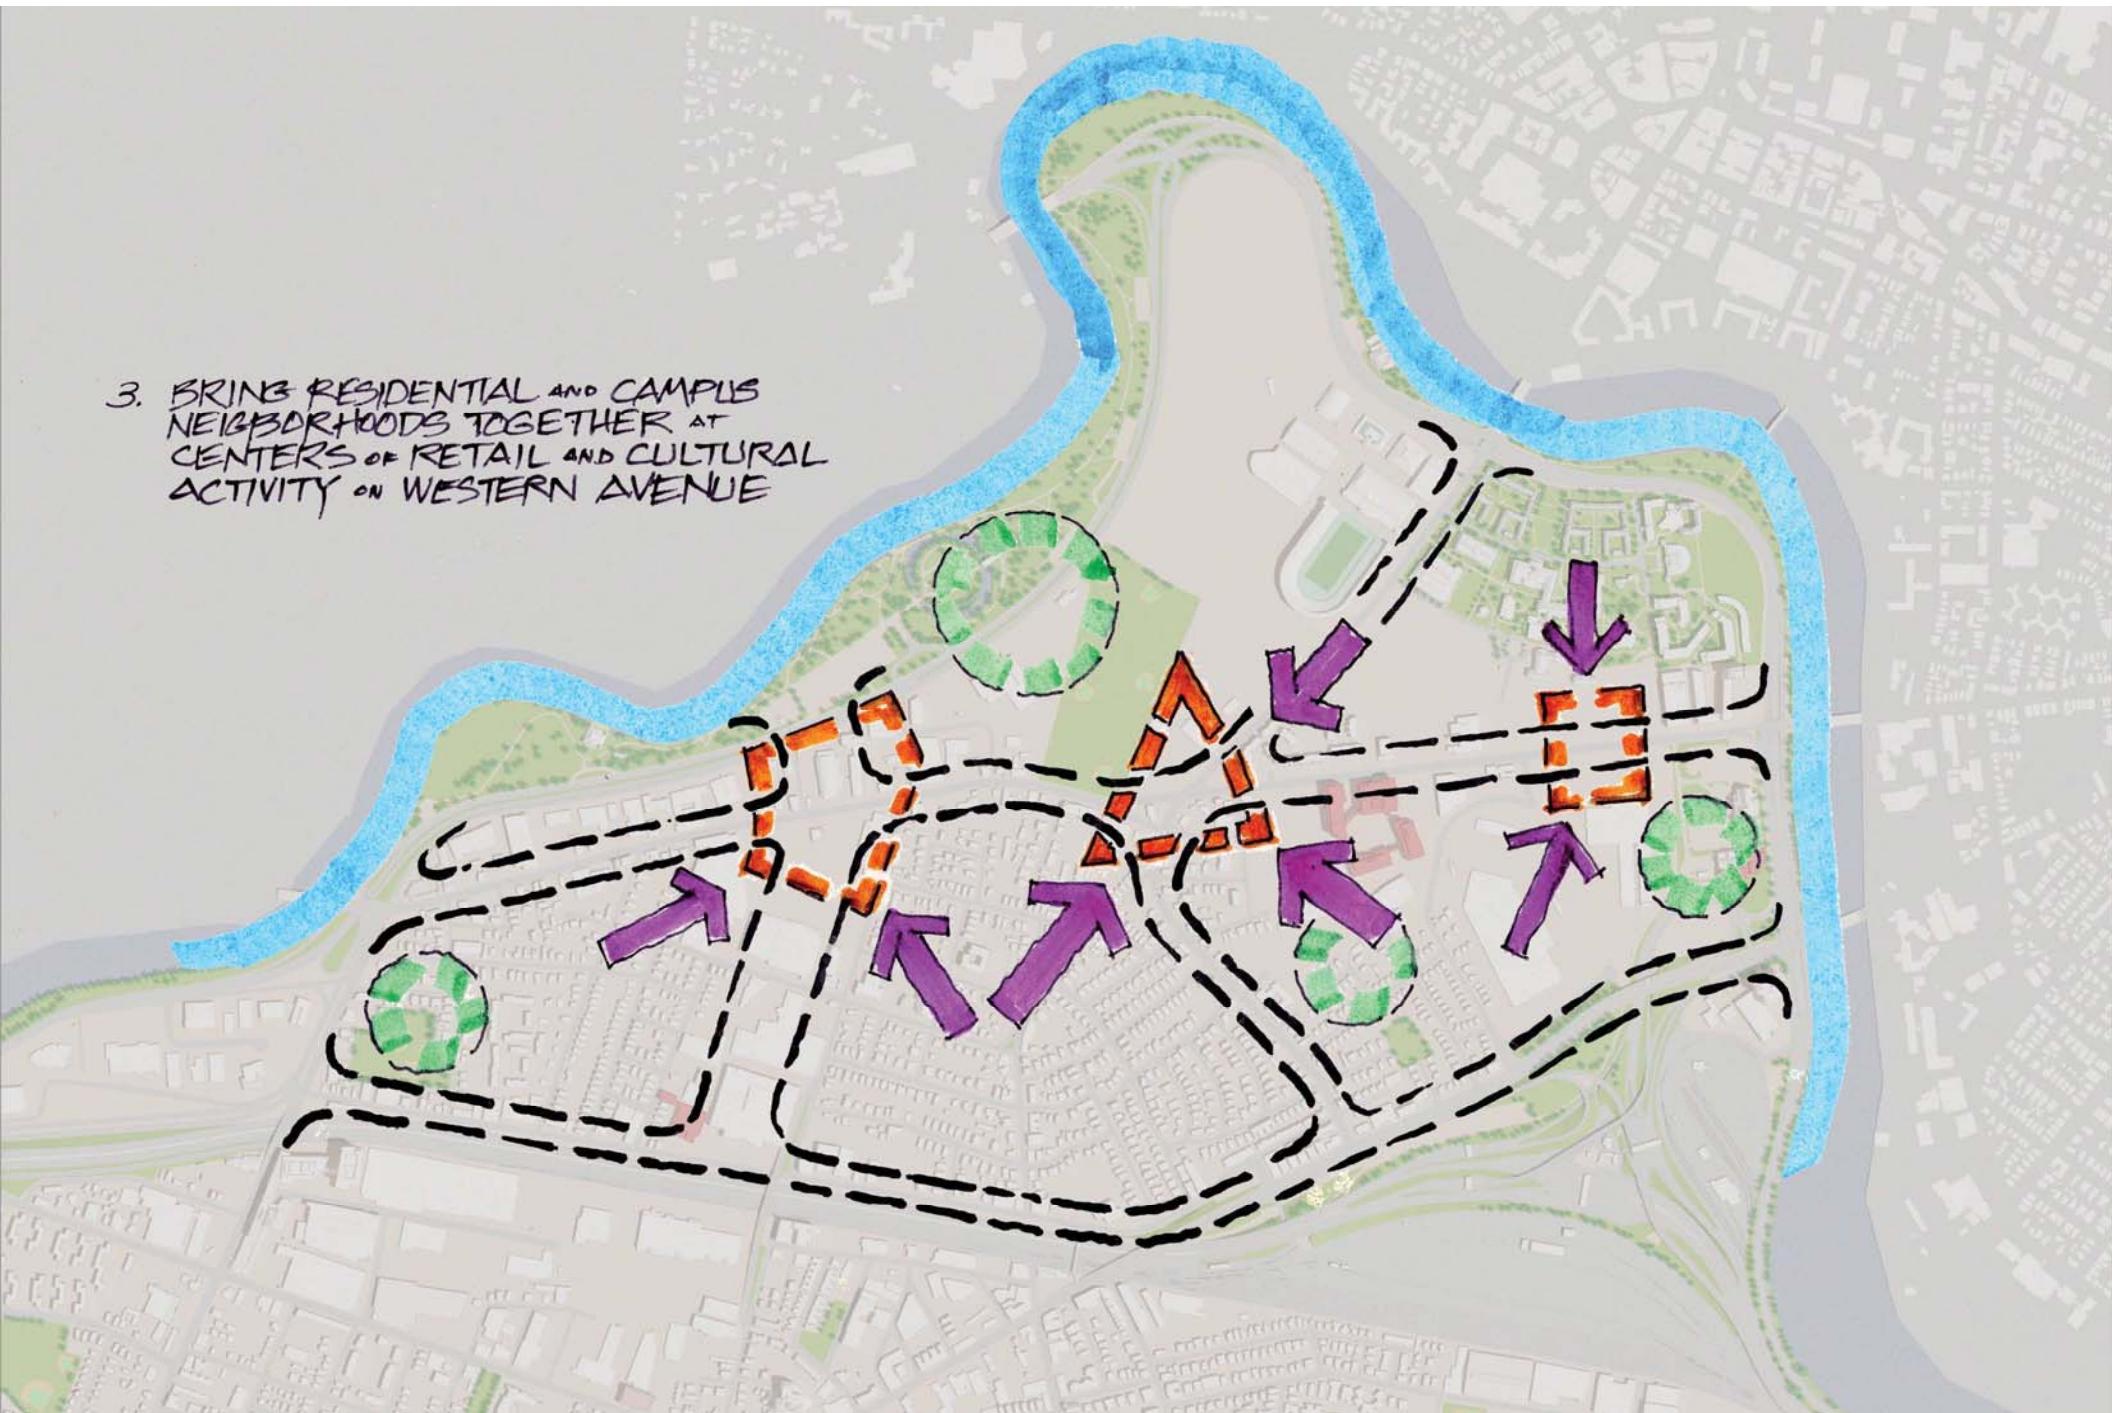 3. BRING RESIDENTIAL AND CAMPUS
NEIGBORHOODS TOGETHER AT
CENTERS OF RETAIL AND CULTURAL
ACTIVITY ON WESTERN AVENUE